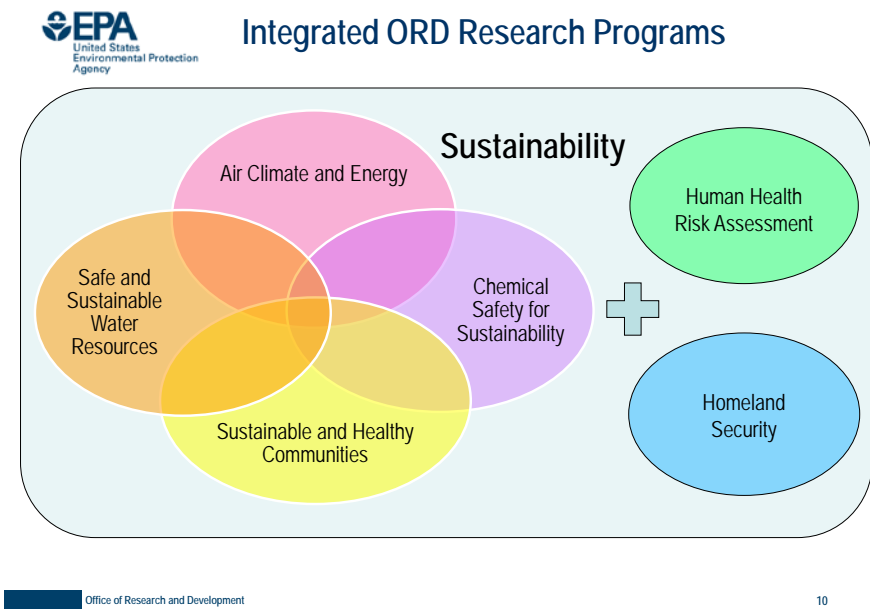 EPA
United States
Environmental Protection
Agency
Integrated ORD Research Programs
Sustainability
Air Climate and Energy
Human Health
Risk Assessment
Safe and
Sustainable
Water
Resources
Chemical
Safety for
Sustainability
Sustainable and Healthy
Communities
Homeland
Security
Office of Research and Development
10